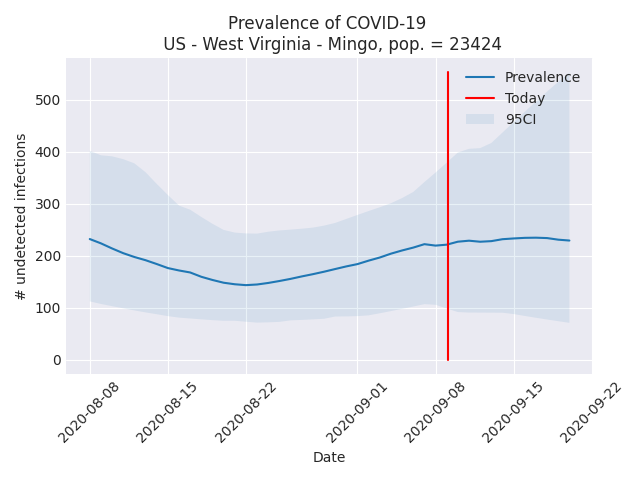 Prevalence of COVID-19
US - West Virginia - Mingo, pop. = 23424
Prevalence
Today
95CI
# undetected infections
500
400
300
200
100
0
2020-08-08
2020-08-15
2020-08-22
2020-09-01
2020-09-08
2020-09-15
2020-09-22
Date